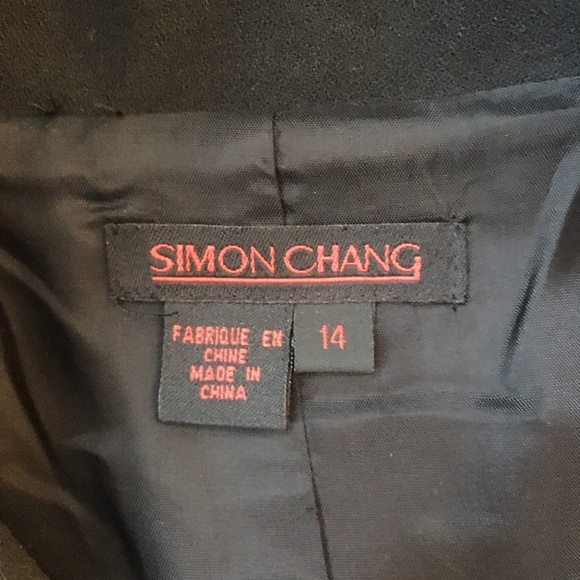 SIMON CHANG
FABRIQUE EN
CHINE
MADE IN
CHINA
14